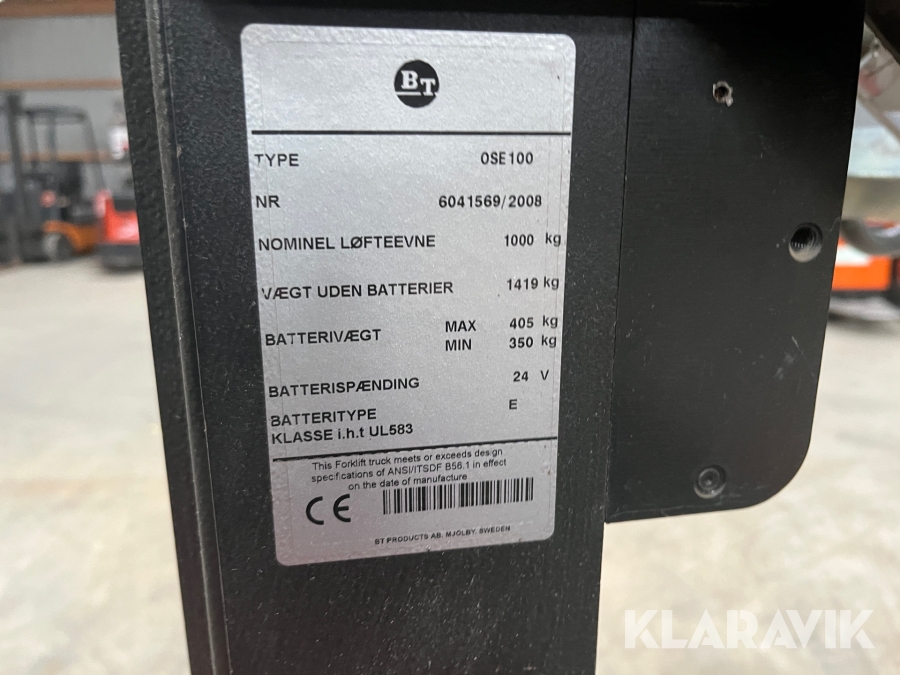 BT
TYPE OSE100
NR 6041569/2008
NOMINEL LØFTEEVNE 1000 kg
VÆGT UDEN BATTERIER 1419 kg
BATTERIVÆGT MAX 405 kg
MIN 350 kg
BATTERISPÆNDING 24 V
BATTERITYPE E
KLASSE i.h.t UL583
This Forklift truck meets or exceeds design
specifications of ANSI/ITSDF B56.1 in effect
on the date of manufacture
CE
BT PRODUCTS AB, MJÖLBY, SWEDEN
KLARAVIK